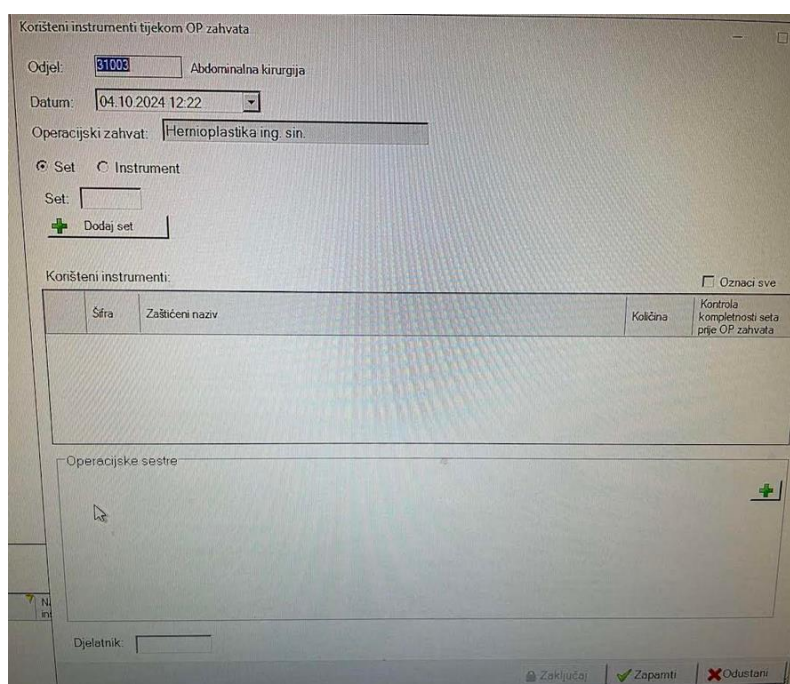 Korišteni instrumenti tijekom OP zahvata
Odjel: 31003 Abdominalna kirurgija
Datum: 04.10.2024 12:22
Operacijski zahvat: Hernioplastika ing. sin.
Set Instrument
Set:
Dodaj set
Korišteni instrumenti:
Oznaci sve
Šifra Zaštićeni naziv Količina Kontrola
kompletnosti seta
prije OP zahvata
Operacijske sestre
Djelatnik:
Zaključaj Zapamti Odustani